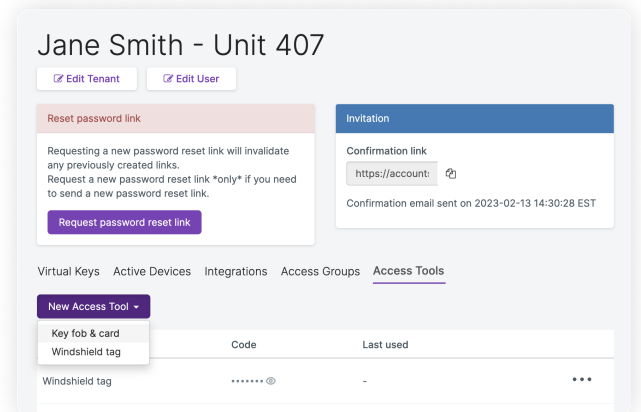 Jane Smith - Unit 407
Edit Tenant
Edit User
Reset password link
Requesting a new password reset link will invalidate
any previously created links.
Request a new password reset link *only* if you need
to send a new password reset link.
Request password reset link
Invitation
Confirmation link
https://account:
Confirmation email sent on 2023-02-13 14:30:28 EST
Virtual Keys Active Devices Integrations Access Groups Access Tools
New Access Tool
Key fob & card
Windshield tag
Code Last used
Windshield tag ••••••• - •••